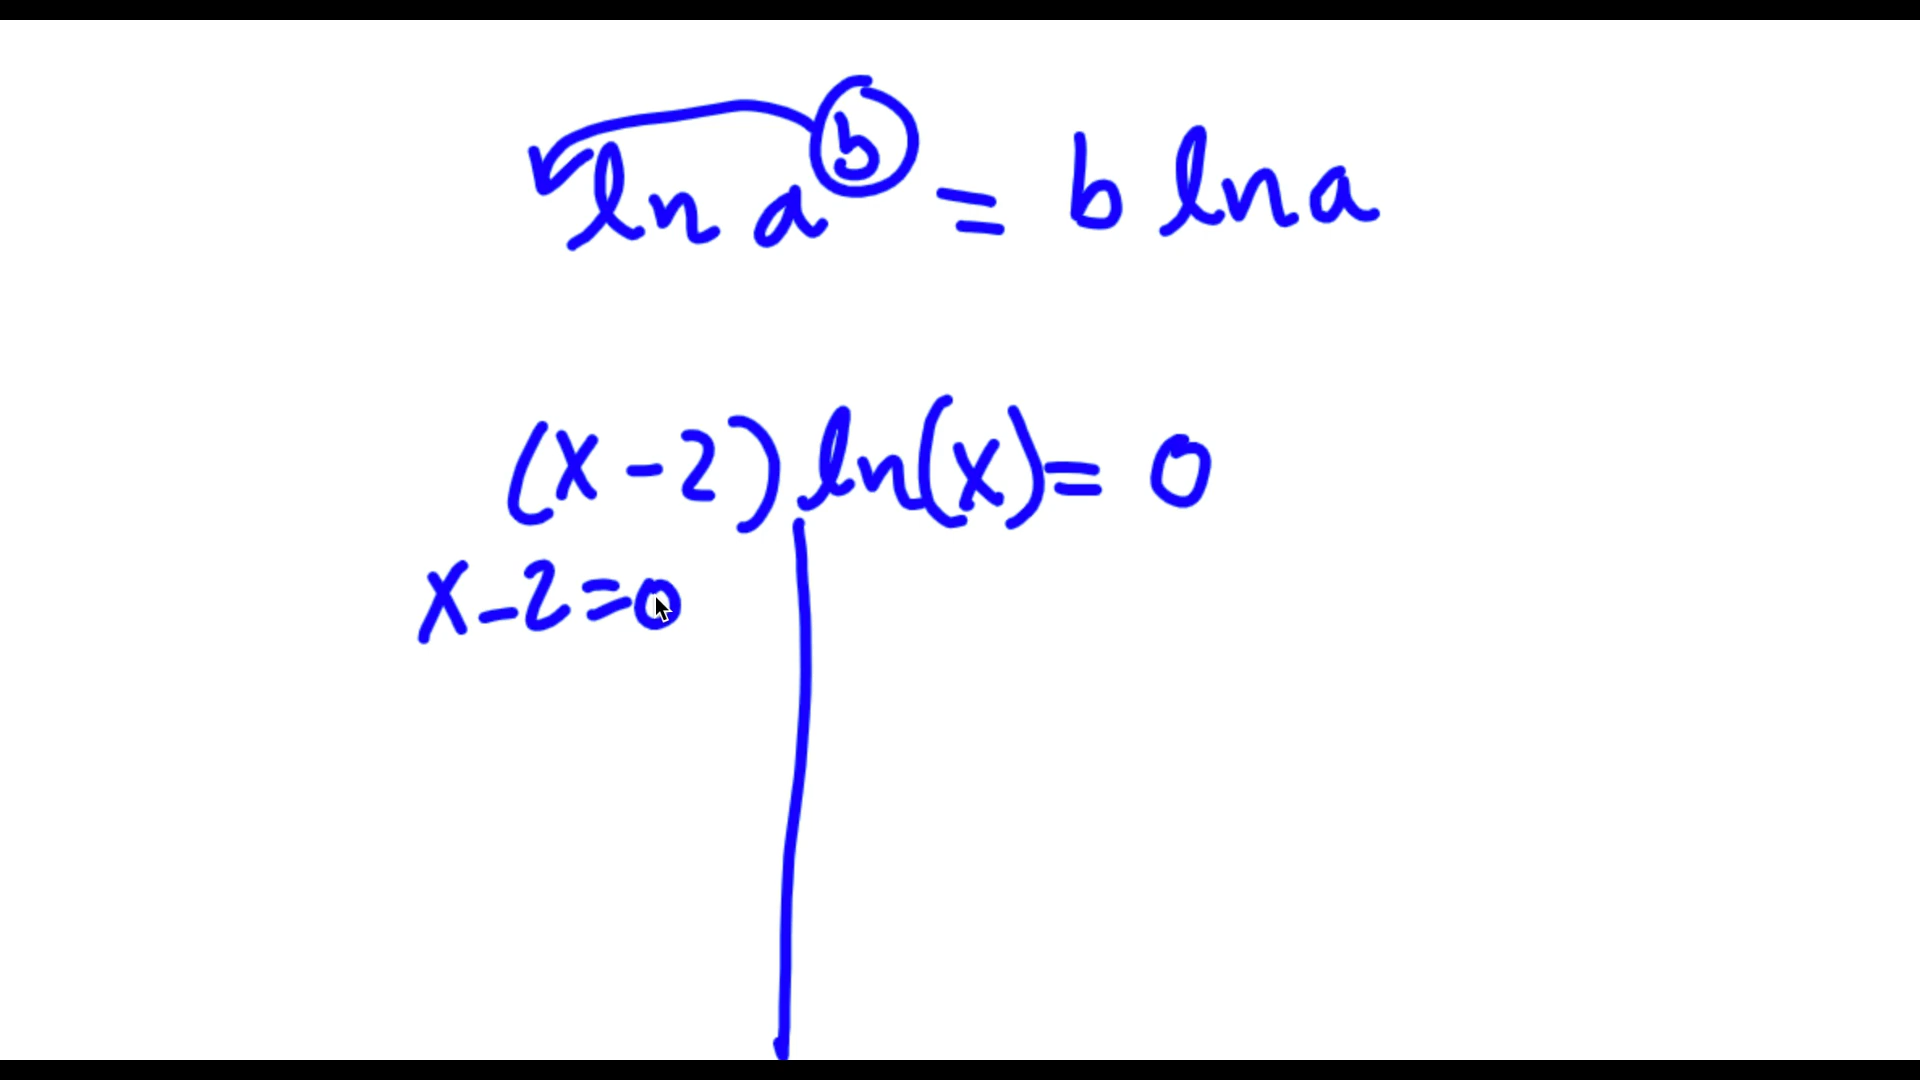 ln a^b = b ln a
(x-2) ln(x) = 0
x-2=0